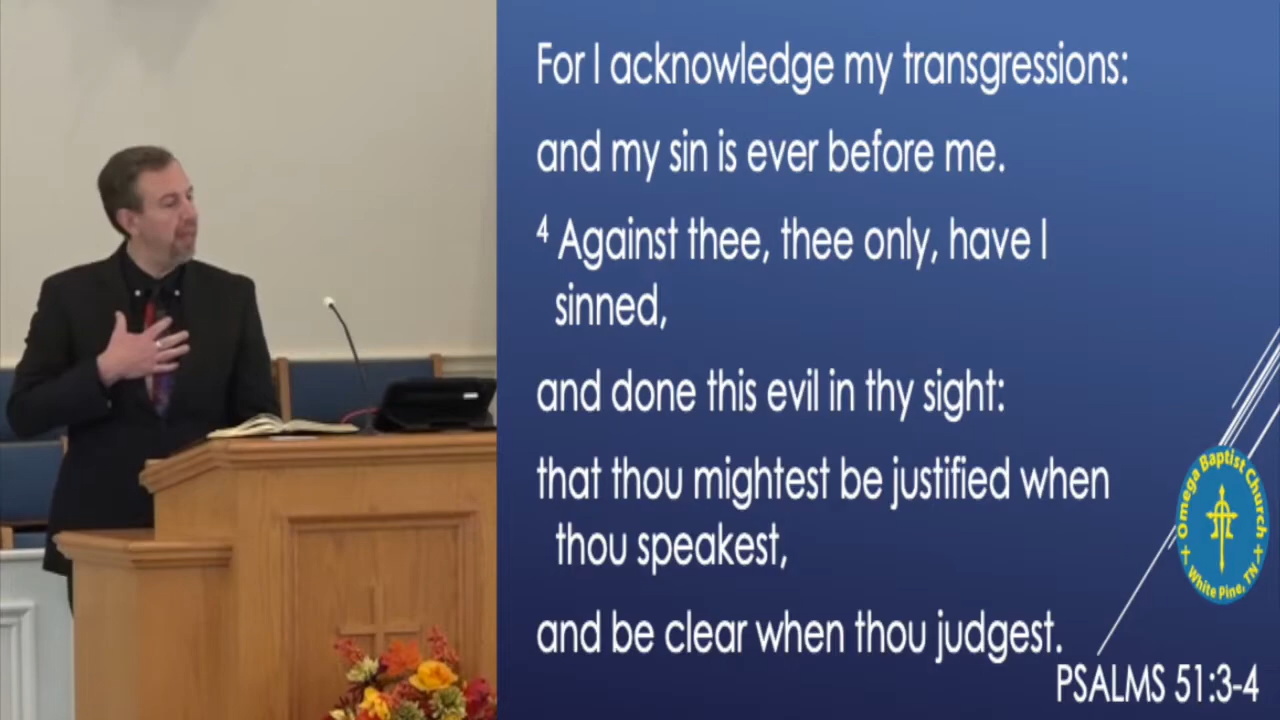 For I acknowledge my transgressions:
and my sin is ever before me.
4 Against thee, thee only, have I
sinned,
and done this evil in thy sight:
that thou mightest be justified when
thou speakest,
and be clear when thou judgest.
PSALMS 51:3-4
Omega Baptist Church
White Pine, TN